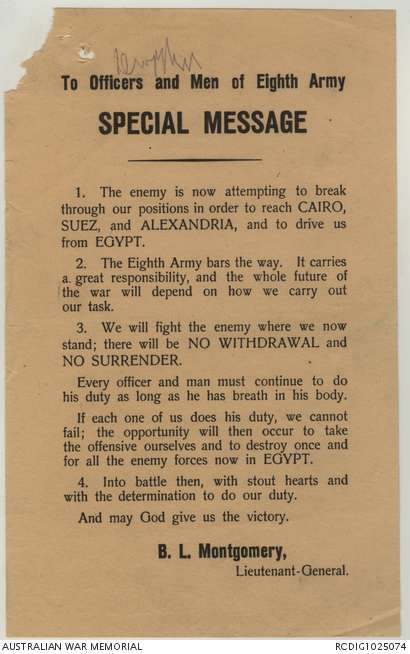 To Officers and Men of Eighth Army
SPECIAL MESSAGE
1. The enemy is now attempting to break
through our positions in order to reach CAIRO,
SUEZ, and ALEXANDRIA, and to drive us
from EGYPT.
2. The Eighth Army bars the way. It carries
a great responsibility, and the whole future of
the war will depend on how we carry out
our task.
3. We will fight the enemy where we now
stand; there will be NO WITHDRAWAL and
NO SURRENDER.
Every officer and man must continue to do
his duty as long as he has breath in his body.
If each one of us does his duty, we cannot
fail; the opportunity will then occur to take
the offensive ourselves and to destroy once and
for all the enemy forces now in EGYPT.
4. Into battle then, with stout hearts and
with the determination to do our duty.
And may God give us the victory.
B. L. Montgomery,
Lieutenant-General.
AUSTRALIAN WAR MEMORIAL
RCDIG1025074